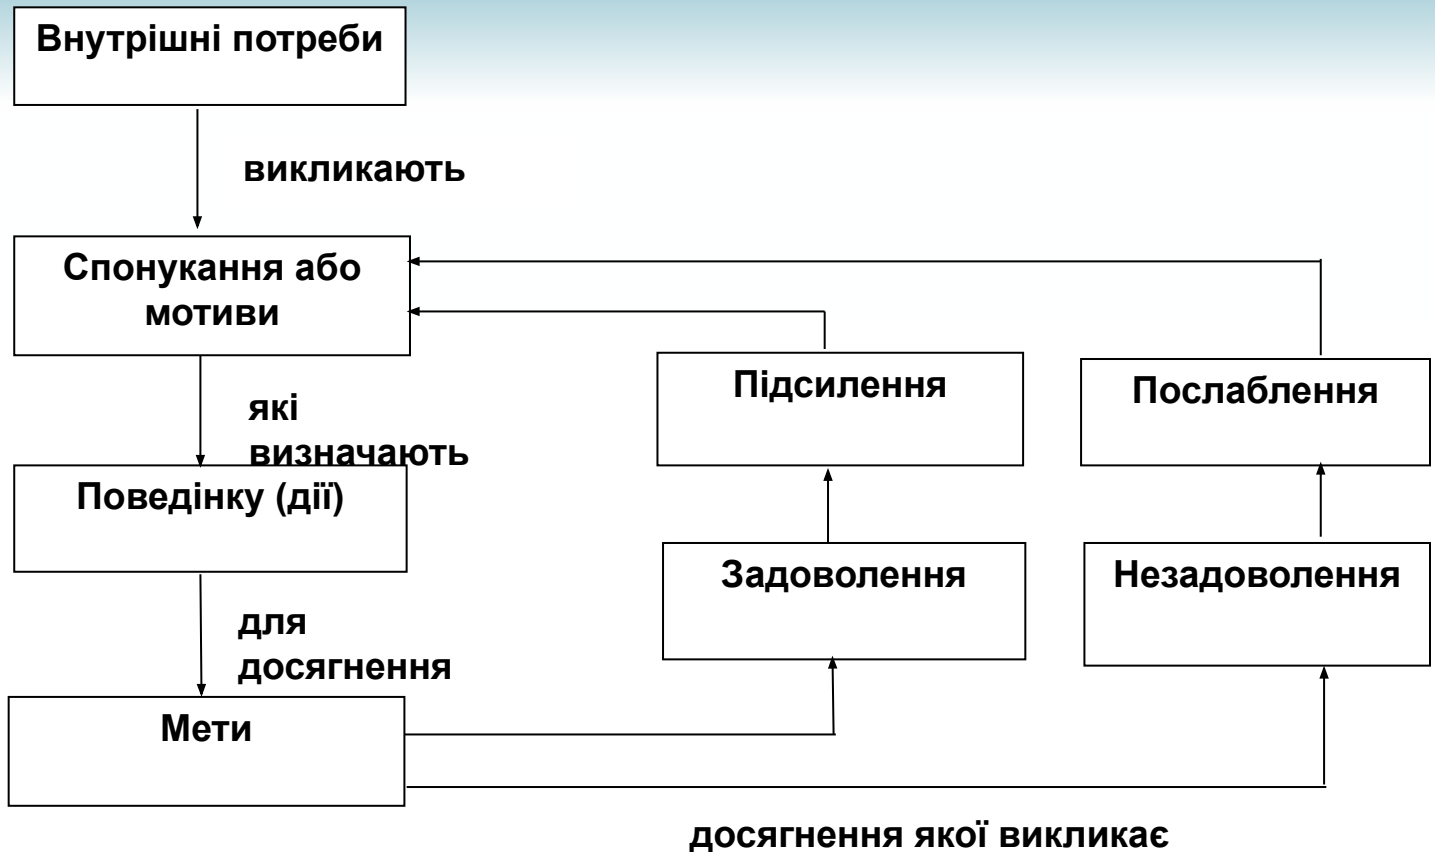 Внутрішні потреби
викликають
Спонукання або
мотиви
які
визначають
Підсилення
Послаблення
Поведінку (дії)
Задоволення
Незадоволення
для
досягнення
Мети
досягнення якої викликає